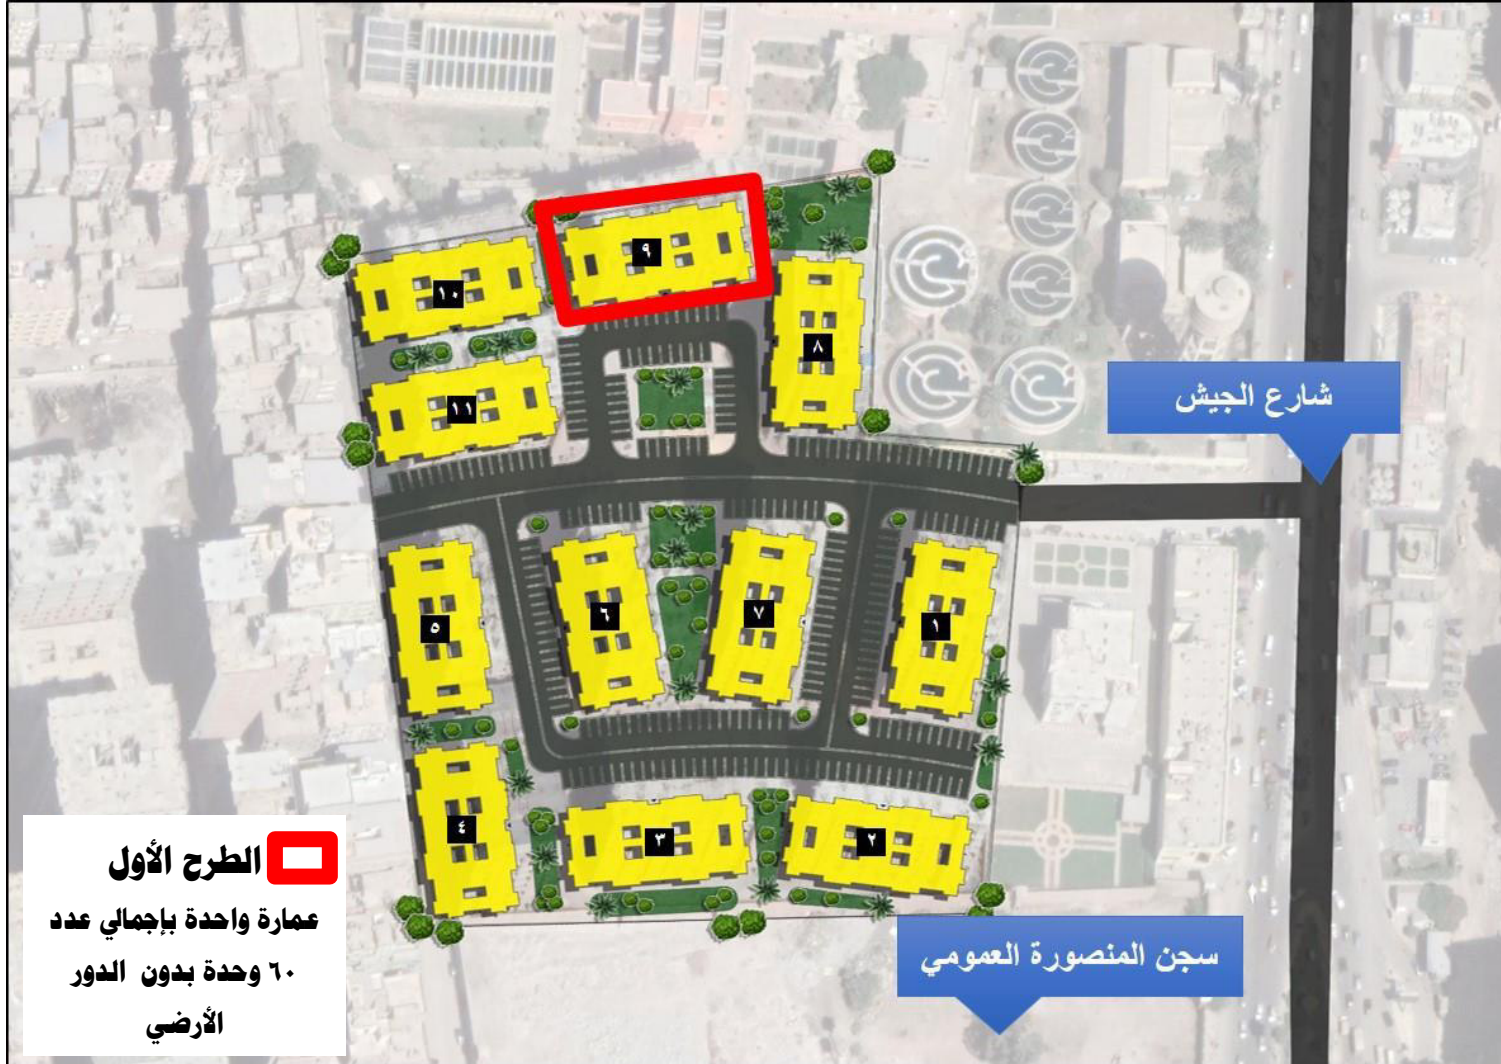 ٩
١٠
٨
١١
شارع الجيش
٦
٧
٥
١
٤
٣
٢
الطرح الأول
عمارة واحدة بإجمالي عدد
٦٠ وحدة بدون الدور
الأرضي
سجن المنصورة العمومي